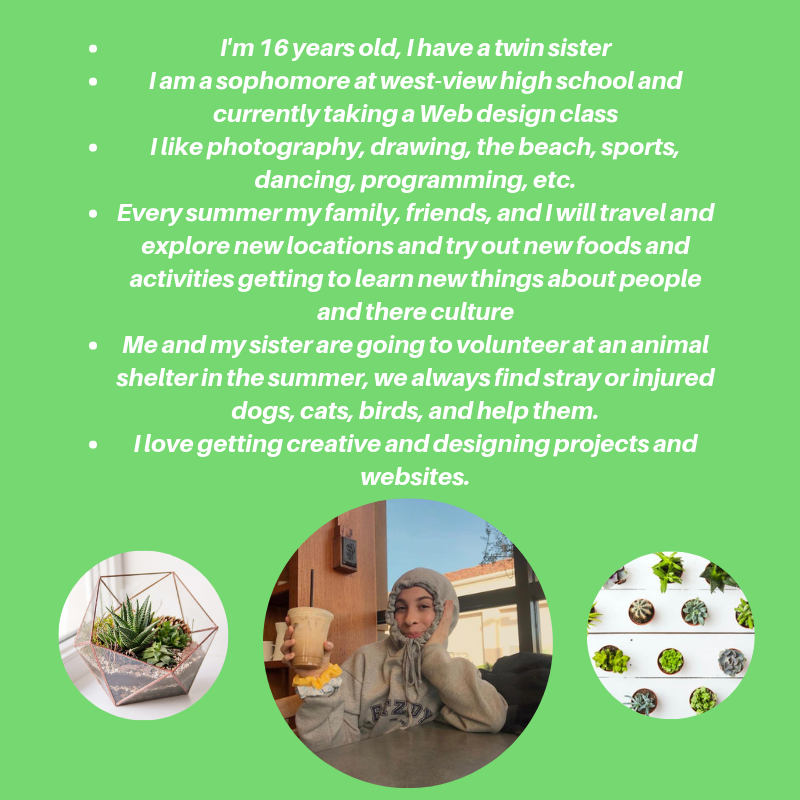 I'm 16 years old, I have a twin sister
I am a sophomore at west-view high school and
currently taking a Web design class
I like photography, drawing, the beach, sports,
dancing, programming, etc.
Every summer my family, friends, and I will travel and
explore new locations and try out new foods and
activities getting to learn new things about people
and there culture
Me and my sister are going to volunteer at an animal
shelter in the summer, we always find stray or injured
dogs, cats, birds, and help them.
I love getting creative and designing projects and
websites.